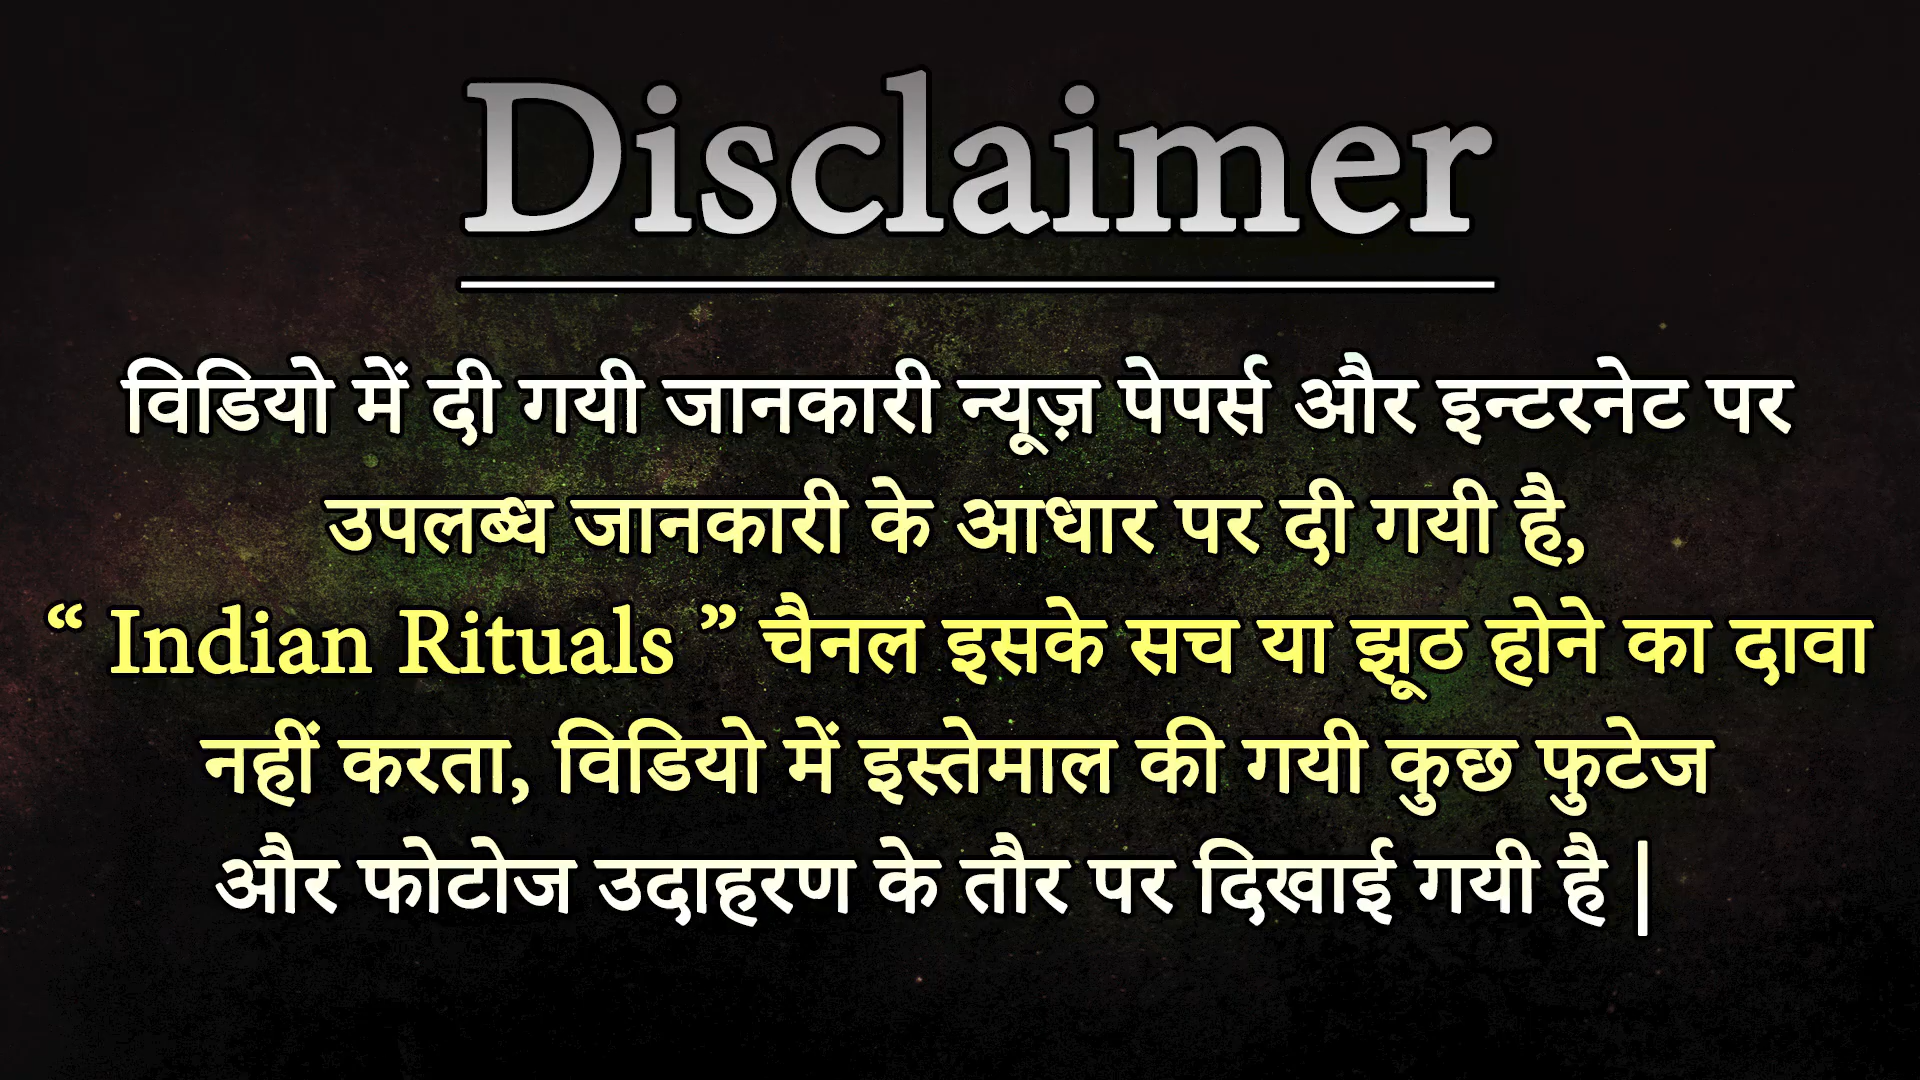 Disclaimer
विडियो में दी गयी जानकारी न्यूज़ पेपर्स और इन्टरनेट पर
उपलब्ध जानकारी के आधार पर दी गयी है,
“ Indian Rituals ” चैनल इसके सच या झूठ होने का दावा
नहीं करता, विडियो में इस्तेमाल की गयी कुछ फुटेज
और फोटोज उदाहरण के तौर पर दिखाई गयी है |